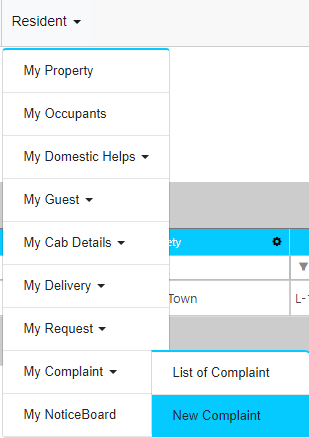 Resident
My Property
My Occupants
My Domestic Helps
My Guest
My Cab Details
ety
My Delivery
Town
L-
My Request
My Complaint
List of Complaint
My NoticeBoard
New Complaint